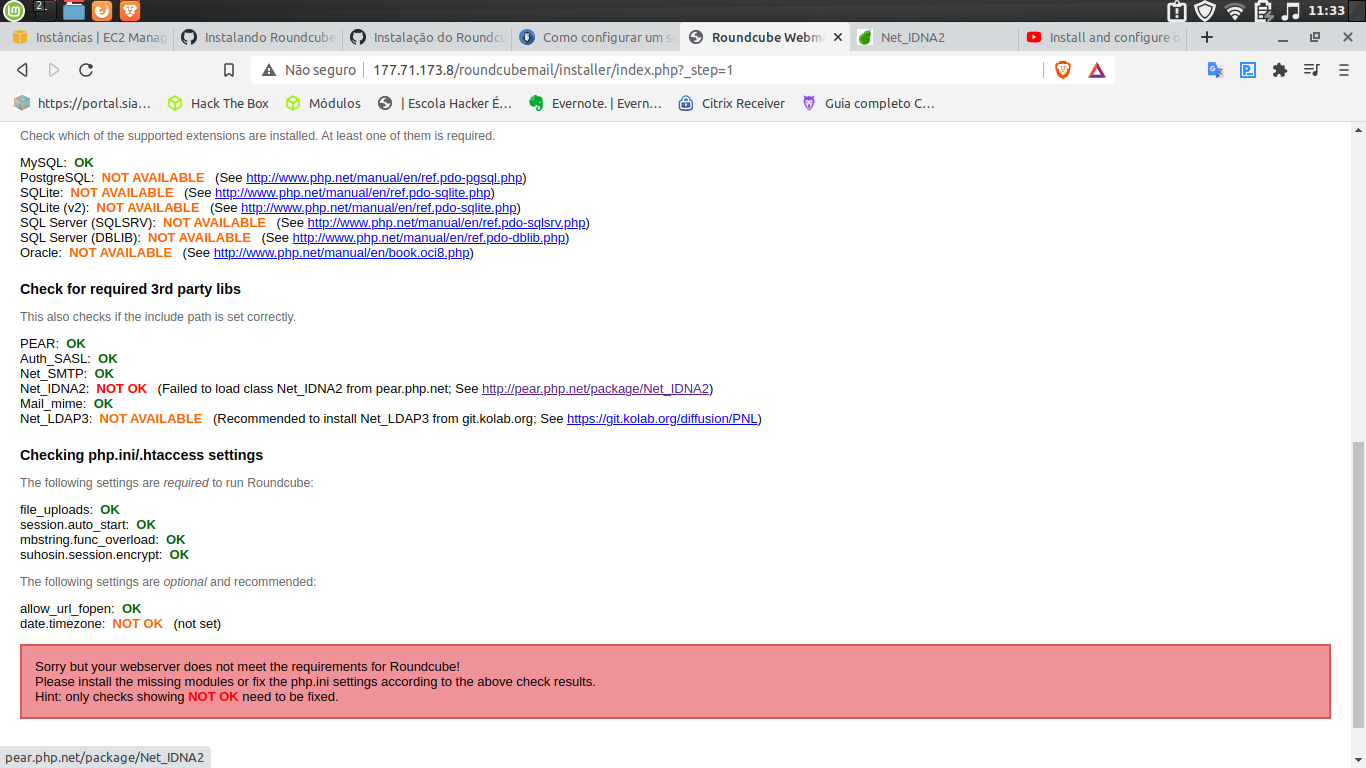 2
11:33
Instâncias | EC2 Manag
Instalando Roundcube
Instalação do Roundcu
Como configurar um se
Roundcube Webma
Net_IDNA2
Install and configure o
Não seguro
177.71.173.8/roundcubemail/installer/index.php?_step=1
https://portal.sia…
Hack The Box
Módulos
| Escola Hacker É…
Evernote. | Evern…
Citrix Receiver
Guia completo C…
Check which of the supported extensions are installed. At least one of them is required.
MySQL: OK
PostgreSQL: NOT AVAILABLE (See http://www.php.net/manual/en/ref.pdo-pgsql.php)
SQLite: NOT AVAILABLE (See http://www.php.net/manual/en/ref.pdo-sqlite.php)
SQLite (v2): NOT AVAILABLE (See http://www.php.net/manual/en/ref.pdo-sqlite.php)
SQL Server (SQLSRV): NOT AVAILABLE (See http://www.php.net/manual/en/ref.pdo-sqlsrv.php)
SQL Server (DBLIB): NOT AVAILABLE (See http://www.php.net/manual/en/ref.pdo-dblib.php)
Oracle: NOT AVAILABLE (See http://www.php.net/manual/en/book.oci8.php)
Check for required 3rd party libs
This also checks if the include path is set correctly.
PEAR: OK
Auth_SASL: OK
Net_SMTP: OK
Net_IDNA2: NOT OK (Failed to load class Net_IDNA2 from pear.php.net; See http://pear.php.net/package/Net_IDNA2)
Mail_mime: OK
Net_LDAP3: NOT AVAILABLE (Recommended to install Net_LDAP3 from git.kolab.org; See https://git.kolab.org/diffusion/PNL)
Checking php.ini/.htaccess settings
The following settings are required to run Roundcube:
file_uploads: OK
session.auto_start: OK
mbstring.func_overload: OK
suhosin.session.encrypt: OK
The following settings are optional and recommended:
allow_url_fopen: OK
date.timezone: NOT OK (not set)
Sorry but your webserver does not meet the requirements for Roundcube!
Please install the missing modules or fix the php.ini settings according to the above check results.
Hint: only checks showing NOT OK need to be fixed.
pear.php.net/package/Net_IDNA2